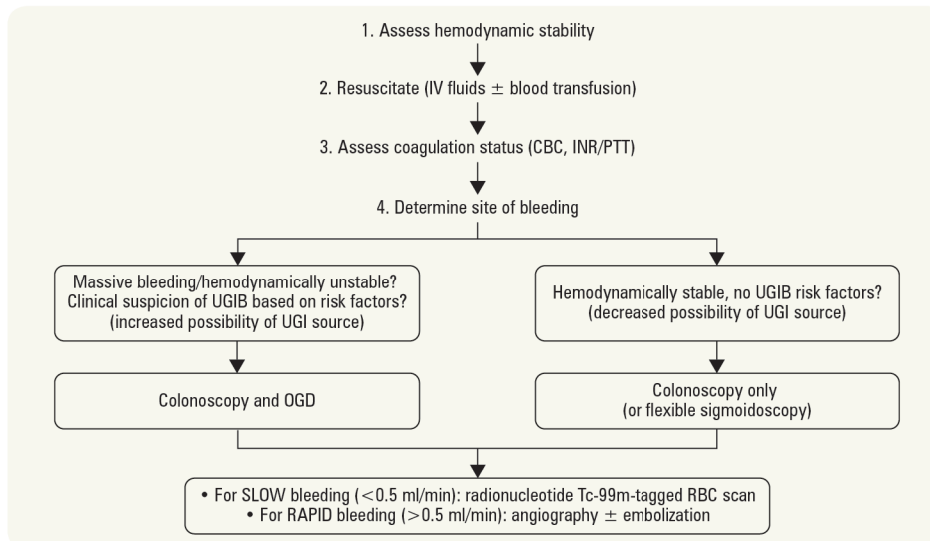 1. Assess hemodynamic stability
2. Resuscitate (IV fluids ± blood transfusion)
3. Assess coagulation status (CBC, INR/PTT)
4. Determine site of bleeding
Massive bleeding/hemodynamically unstable?
Clinical suspicion of UGIB based on risk factors?
(increased possibility of UGI source)
Hemodynamically stable, no UGIB risk factors?
(decreased possibility of UGI source)
Colonoscopy and OGD
Colonoscopy only
(or flexible sigmoidoscopy)
• For SLOW bleeding (<0.5 ml/min): radionucleotide Tc-99m-tagged RBC scan
• For RAPID bleeding (>0.5 ml/min): angiography ± embolization